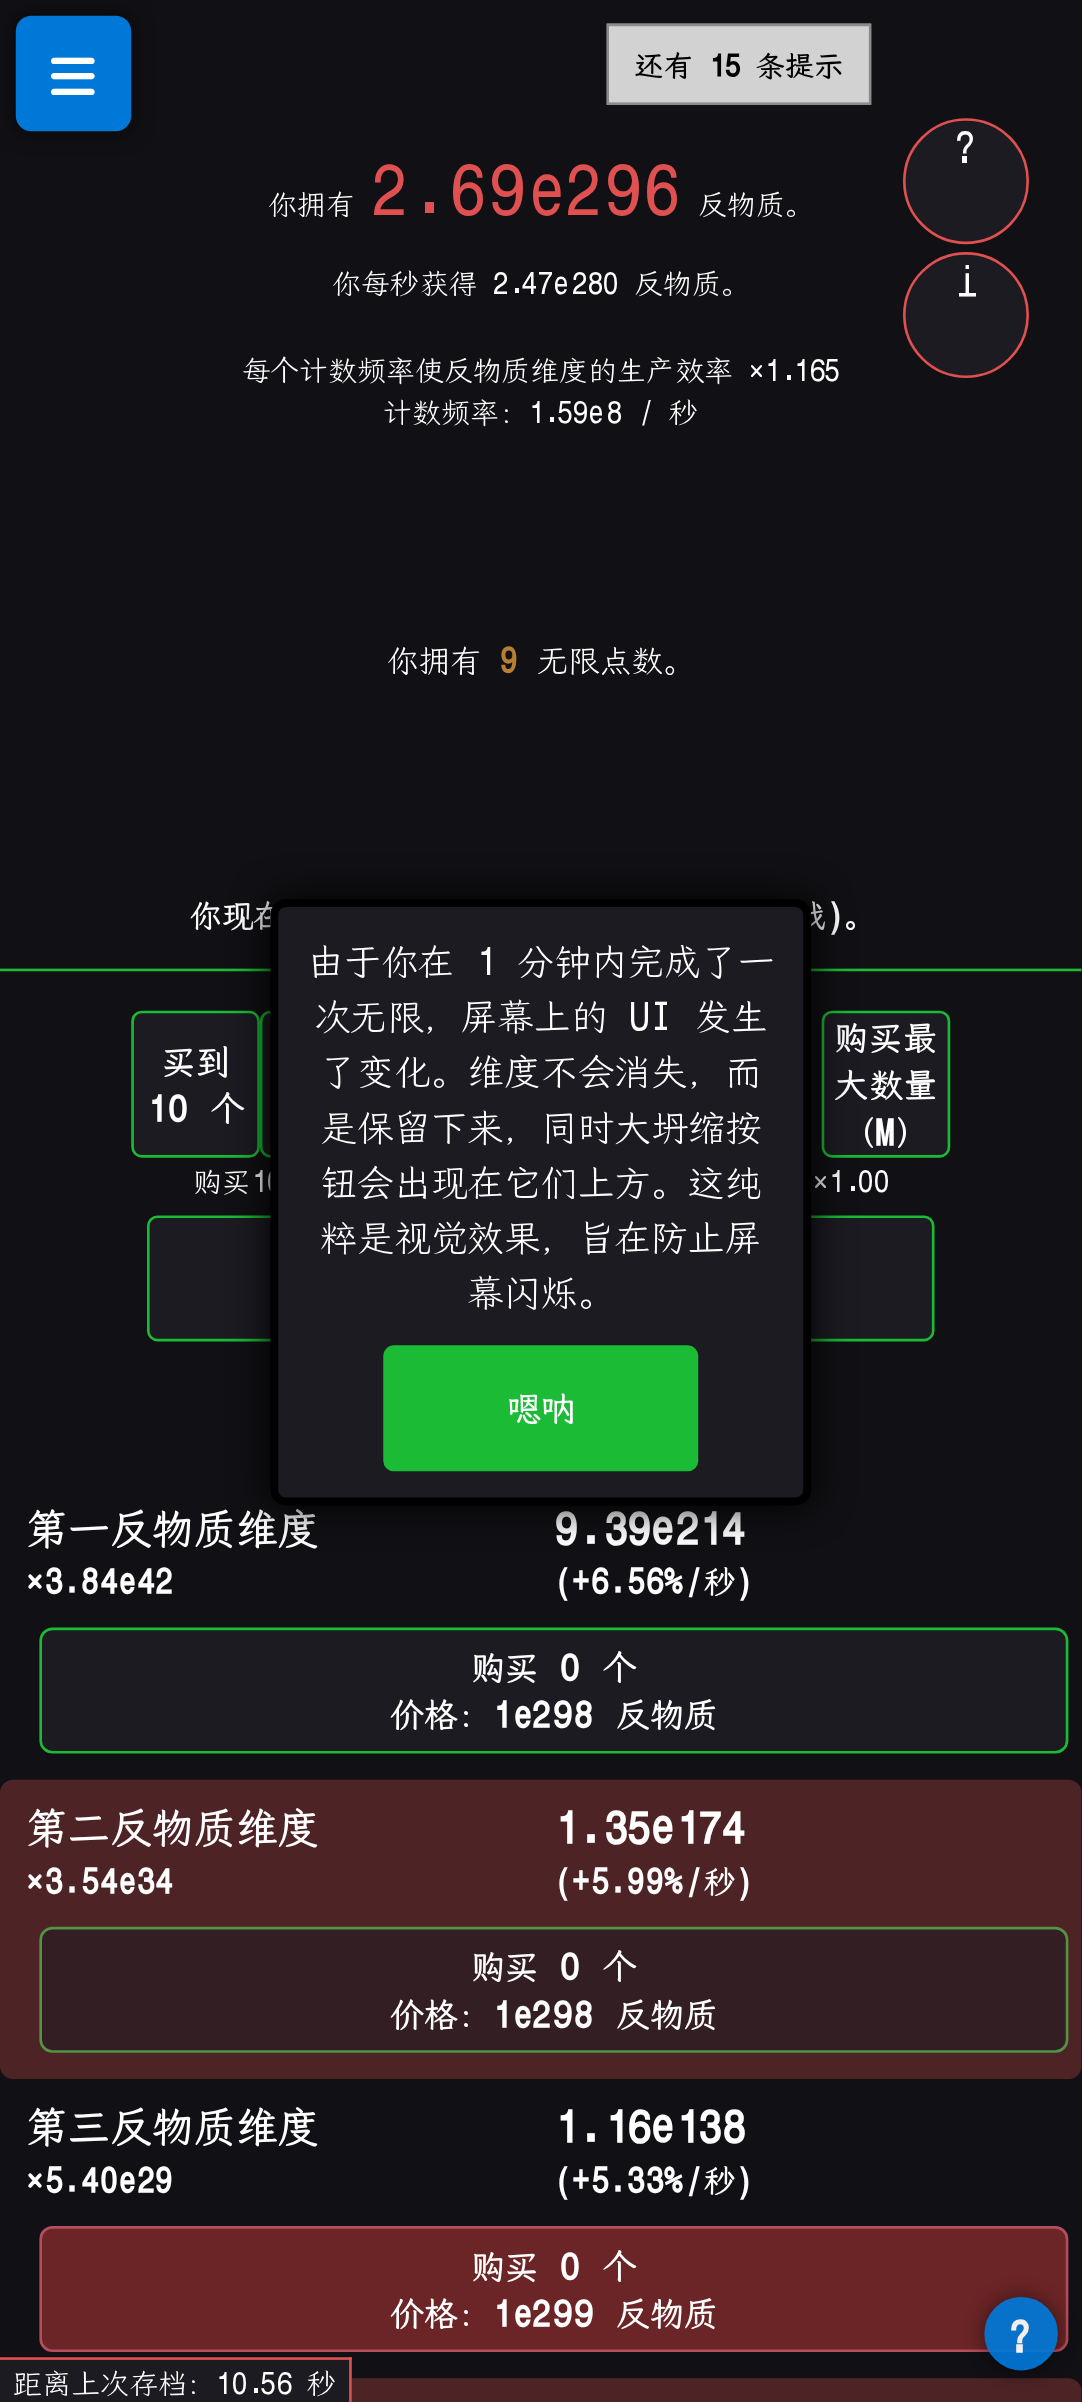 还有 15 条提示
?
i
你拥有 2.69e296 反物质。
你每秒获得 2.47e280 反物质。
每个计数频率使反物质维度的生产效率 ×1.165
计数频率: 1.59e8 / 秒
你拥有 9 无限点数。
你现在 戏)。
由于你在 1 分钟内完成了一
次无限, 屏幕上的 UI 发生
了变化。维度不会消失, 而
是保留下来, 同时大坍缩按
钮会出现在它们上方。这纯
粹是视觉效果, 旨在防止屏
幕闪烁。
嗯呐
买到
10 个
购买最
大数量
(M)
购买10 ×1.00
第一反物质维度 9.39e214
×3.84e42 (+6.56%/秒)
购买 0 个
价格: 1e298 反物质
第二反物质维度 1.35e174
×3.54e34 (+5.99%/秒)
购买 0 个
价格: 1e298 反物质
第三反物质维度 1.16e138
×5.40e29 (+5.33%/秒)
购买 0 个
价格: 1e299 反物质
?
距离上次存档: 10.56 秒